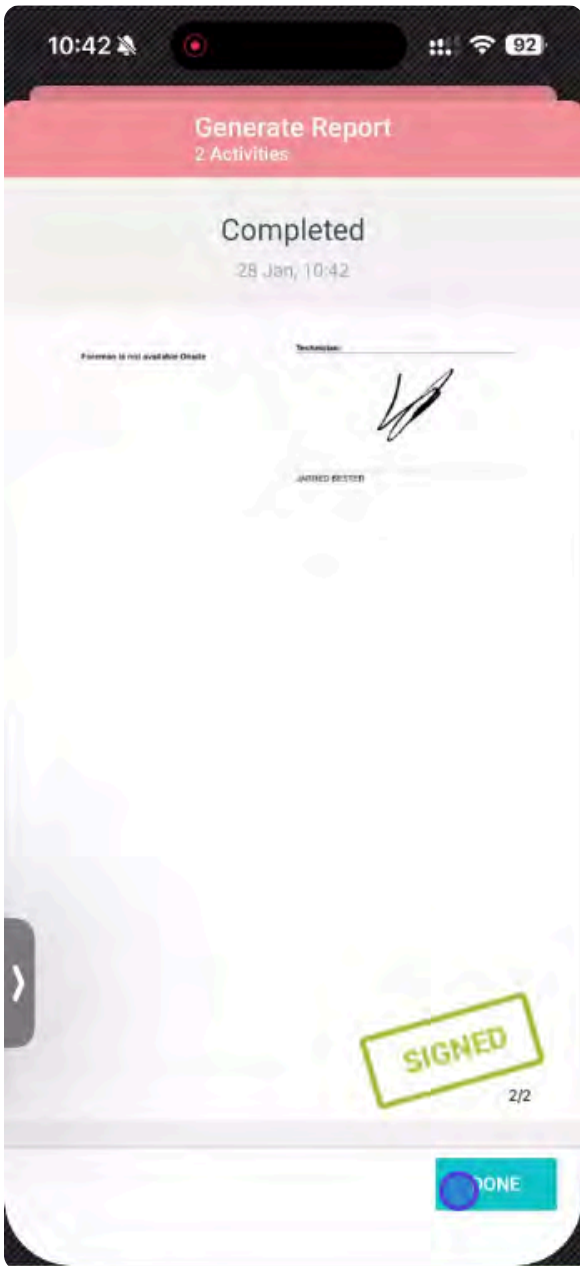 10:42
92
Generate Report
2 Activities
Completed
28 Jan, 10:42
Foreman is not available Onsite
Technician:
JARRED BESTER
SIGNED
2/2
DONE